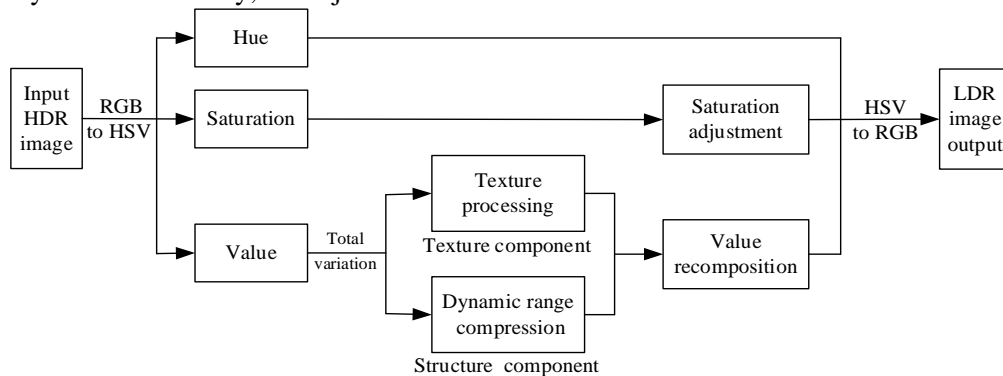 Hue
Input
HDR
image
RGB
to HSV
Saturation
Saturation
adjustment
HSV
to RGB
LDR
image
output
Texture
processing
Texture component
Value
Total
variation
Value
recomposition
Dynamic range
compression
Structure component